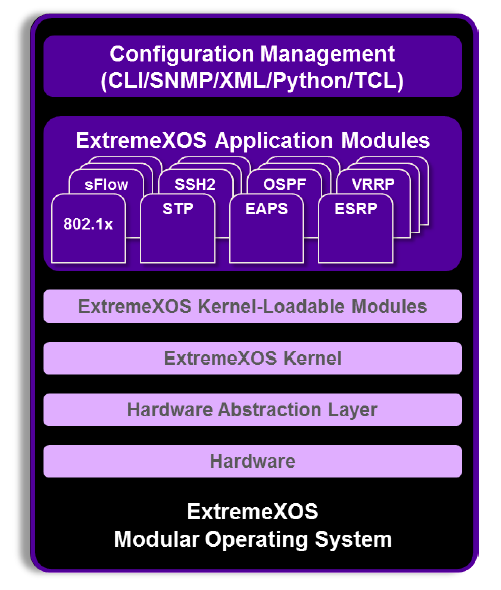 Configuration Management
(CLI/SNMP/XML/Python/TCL)
ExtremeXOS Application Modules
sFlow SSH2 OSPF VRRP
802.1x STP EAPS ESRP
ExtremeXOS Kernel-Loadable Modules
ExtremeXOS Kernel
Hardware Abstraction Layer
Hardware
ExtremeXOS
Modular Operating System